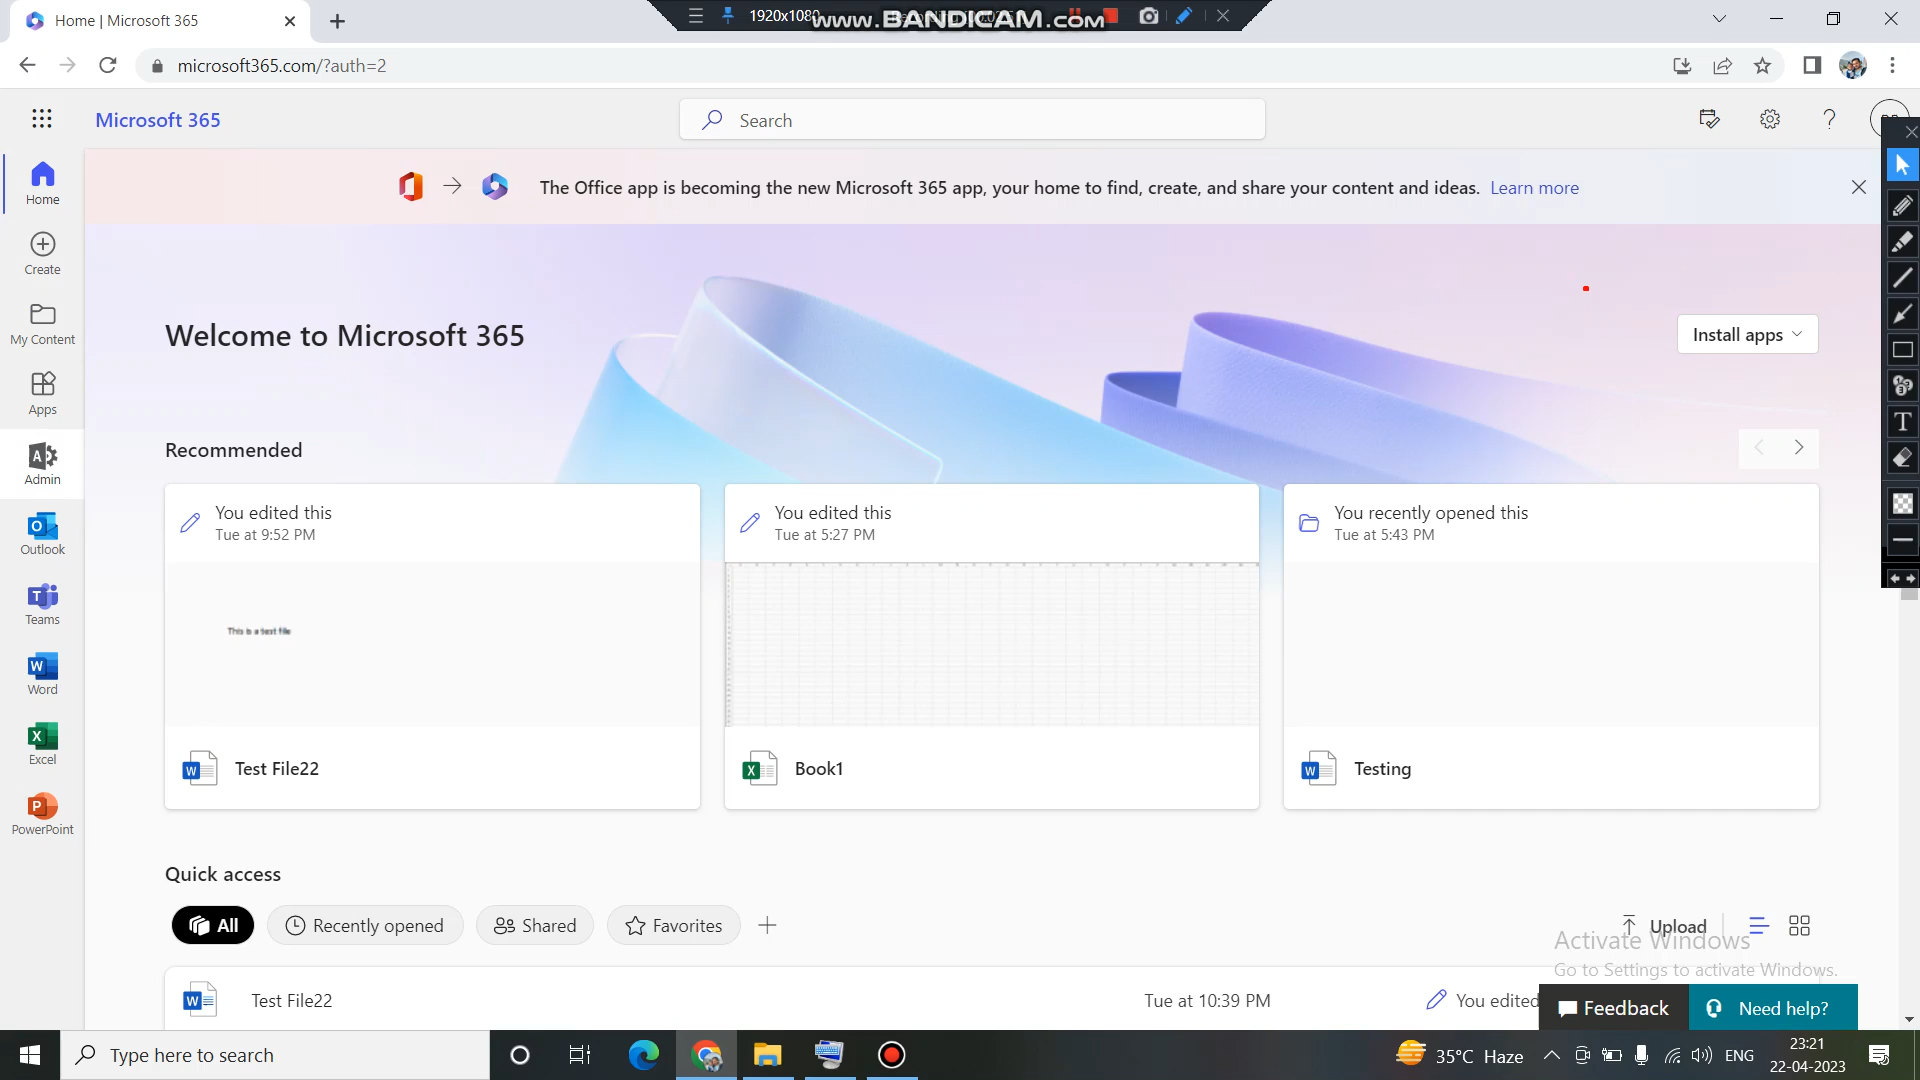 Home | Microsoft 365
1920x1080
www.BANDICAM.com
microsoft365.com/?auth=2
Microsoft 365
Search
The Office app is becoming the new Microsoft 365 app, your home to find, create, and share your content and ideas. Learn more
Home
Create
My Content
Apps
Admin
Outlook
Teams
Word
Excel
PowerPoint
Welcome to Microsoft 365
Install apps
Recommended
You edited this
Tue at 9:52 PM
This is a test file
Test File22
You edited this
Tue at 5:27 PM
Book1
You recently opened this
Tue at 5:43 PM
Testing
Quick access
All
Recently opened
Shared
Favorites
Upload
Activate Windows
Go to Settings to activate Windows.
Test File22
Tue at 10:39 PM
You edited
Feedback
Need help?
Type here to search
35°C Haze
ENG
23:21
22-04-2023